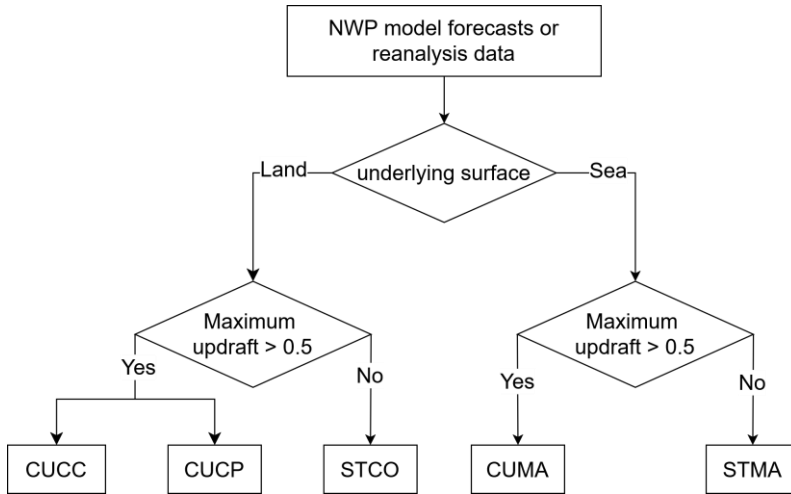 NWP model forecasts or
reanalysis data
Land
underlying surface
Sea
Maximum
updraft > 0.5
Maximum
updraft > 0.5
Yes
No
Yes
No
CUCC
CUCP
STCO
CUMA
STMA